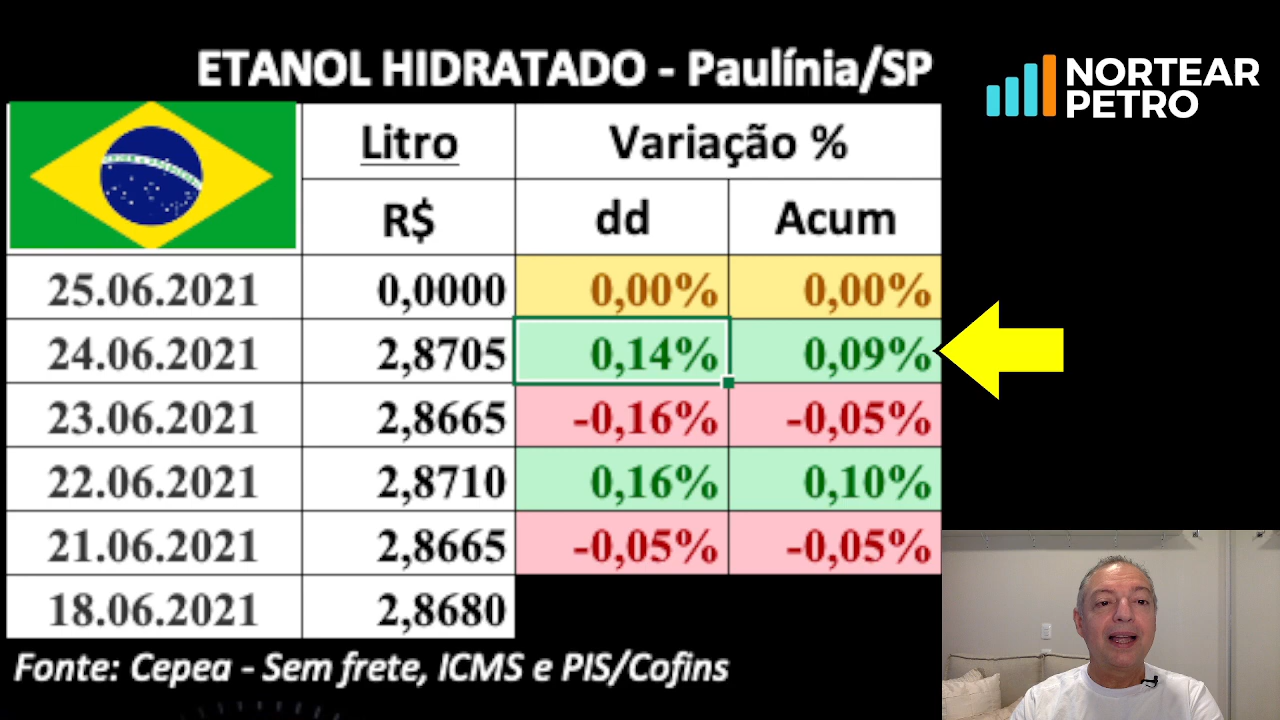 ETANOL HIDRATADO - Paulínia/SP
NORTEAR
PETRO
Litro Variação %
R$ dd Acum
25.06.2021 0,0000 0,00% 0,00%
24.06.2021 2,8705 0,14% 0,09%
23.06.2021 2,8665 -0,16% -0,05%
22.06.2021 2,8710 0,16% 0,10%
21.06.2021 2,8665 -0,05% -0,05%
18.06.2021 2,8680
Fonte: Cepea - Sem frete, ICMS e PIS/Cofins